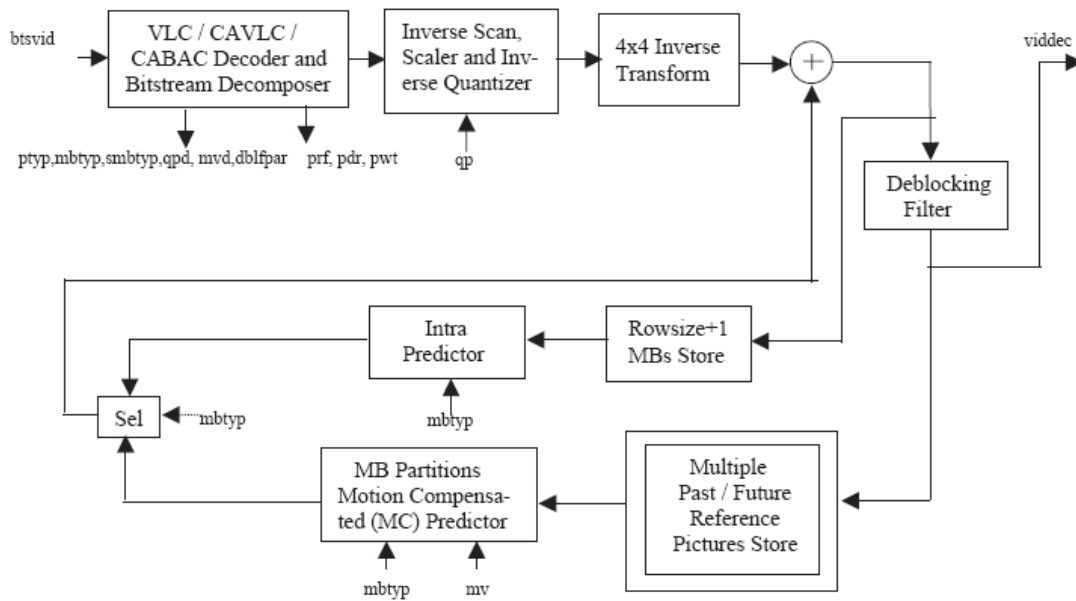 btsvid
VLC / CAVLC /
CABAC Decoder and
Bitstream Decomposer
Inverse Scan,
Scaler and Inv-
erse Quantizer
4x4 Inverse
Transform
+
viddec
ptyp,mbtyp,smbtyp,qpd, mvd,dblfpar
prf, pdr, pwt
qp
Deblocking
Filter
Intra
Predictor
Rowsize+1
MBs Store
Sel
mbtyp
mbtyp
MB Partitions
Motion Compensa-
ted (MC) Predictor
Multiple
Past / Future
Reference
Pictures Store
mbtyp
mv